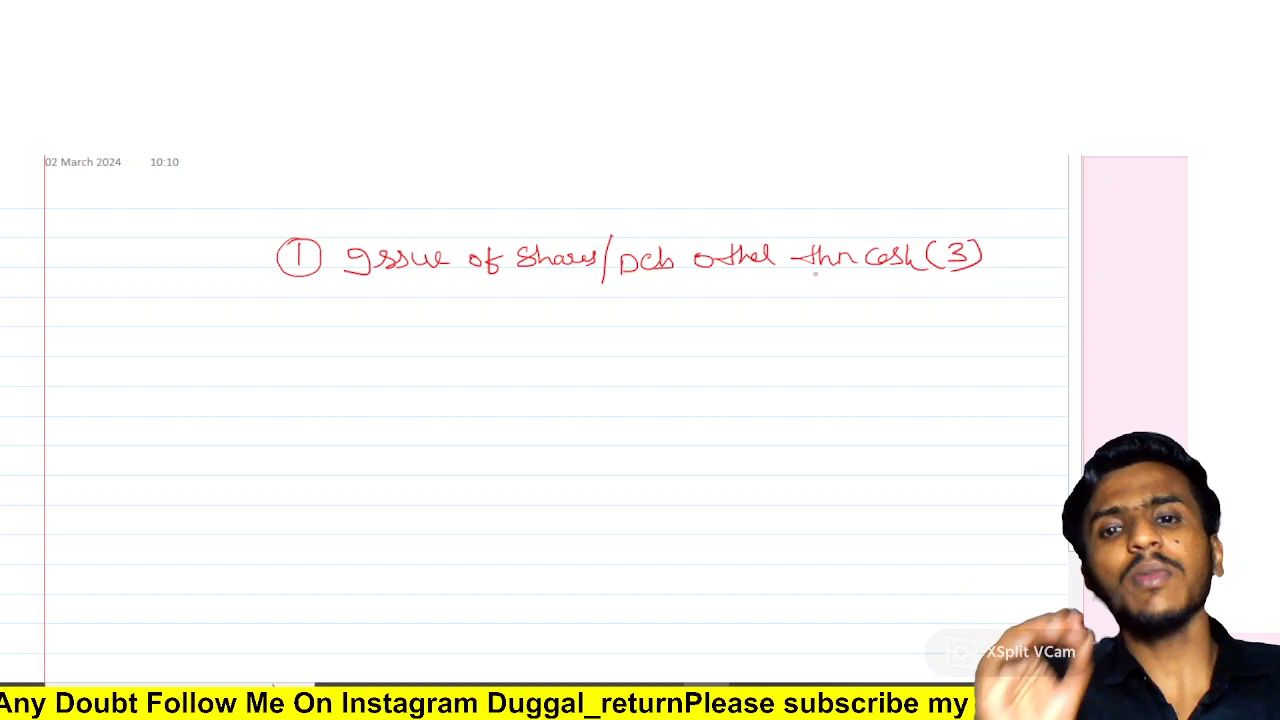 02 March 2024 10:10
① Issue of Shares/Deb other thn cash (3)
XSplit VCam
Any Doubt Follow Me On Instagram Duggal_returnPlease subscribe my